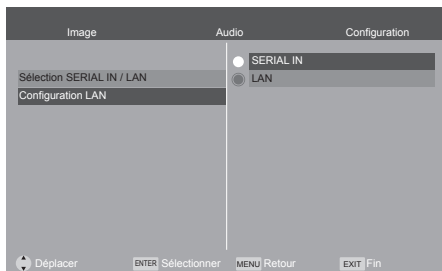 Image Audio Configuration
SERIAL IN
Sélection SERIAL IN / LAN LAN
Configuration LAN
Déplacer ENTER Sélectionner MENU Retour EXIT Fin